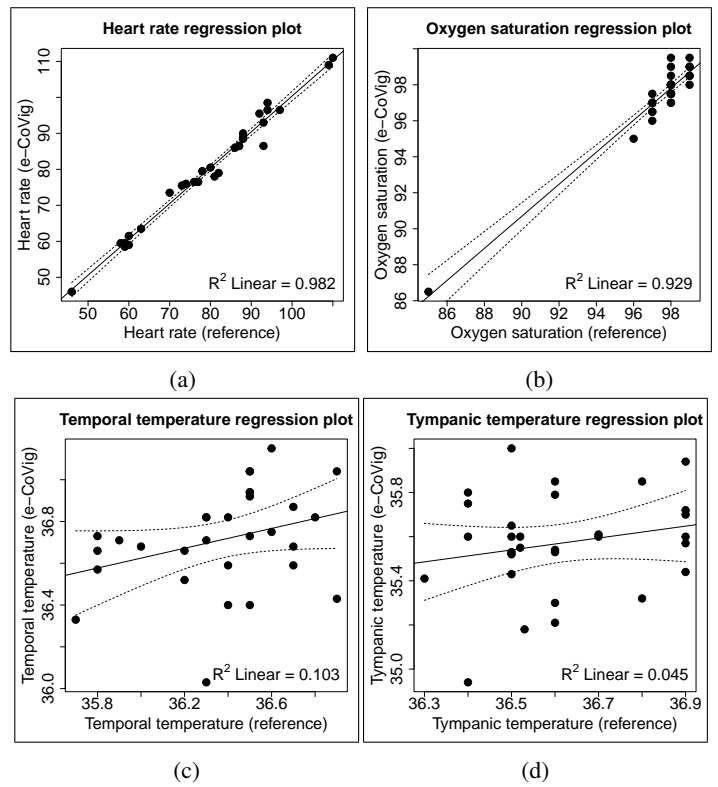 Heart rate regression plot
Heart rate (e−CoVig)
50 60 70 80 90 110
R2 Linear = 0.982
50 60 70 80 90 100
Heart rate (reference)
(a)
Oxygen saturation regression plot
Oxygen saturation (e−CoVig)
86 88 90 92 94 96 98
R2 Linear = 0.929
86 88 90 92 94 96 98
Oxygen saturation (reference)
(b)
Temporal temperature regression plot
Temporal temperature (e−CoVig)
36.0 36.4 36.8
R2 Linear = 0.103
35.8 36.2 36.6
Temporal temperature (reference)
(c)
Tympanic temperature regression plot
Tympanic temperature (e−CoVig)
35.0 35.4 35.8
R2 Linear = 0.045
36.3 36.5 36.7 36.9
Tympanic temperature (reference)
(d)